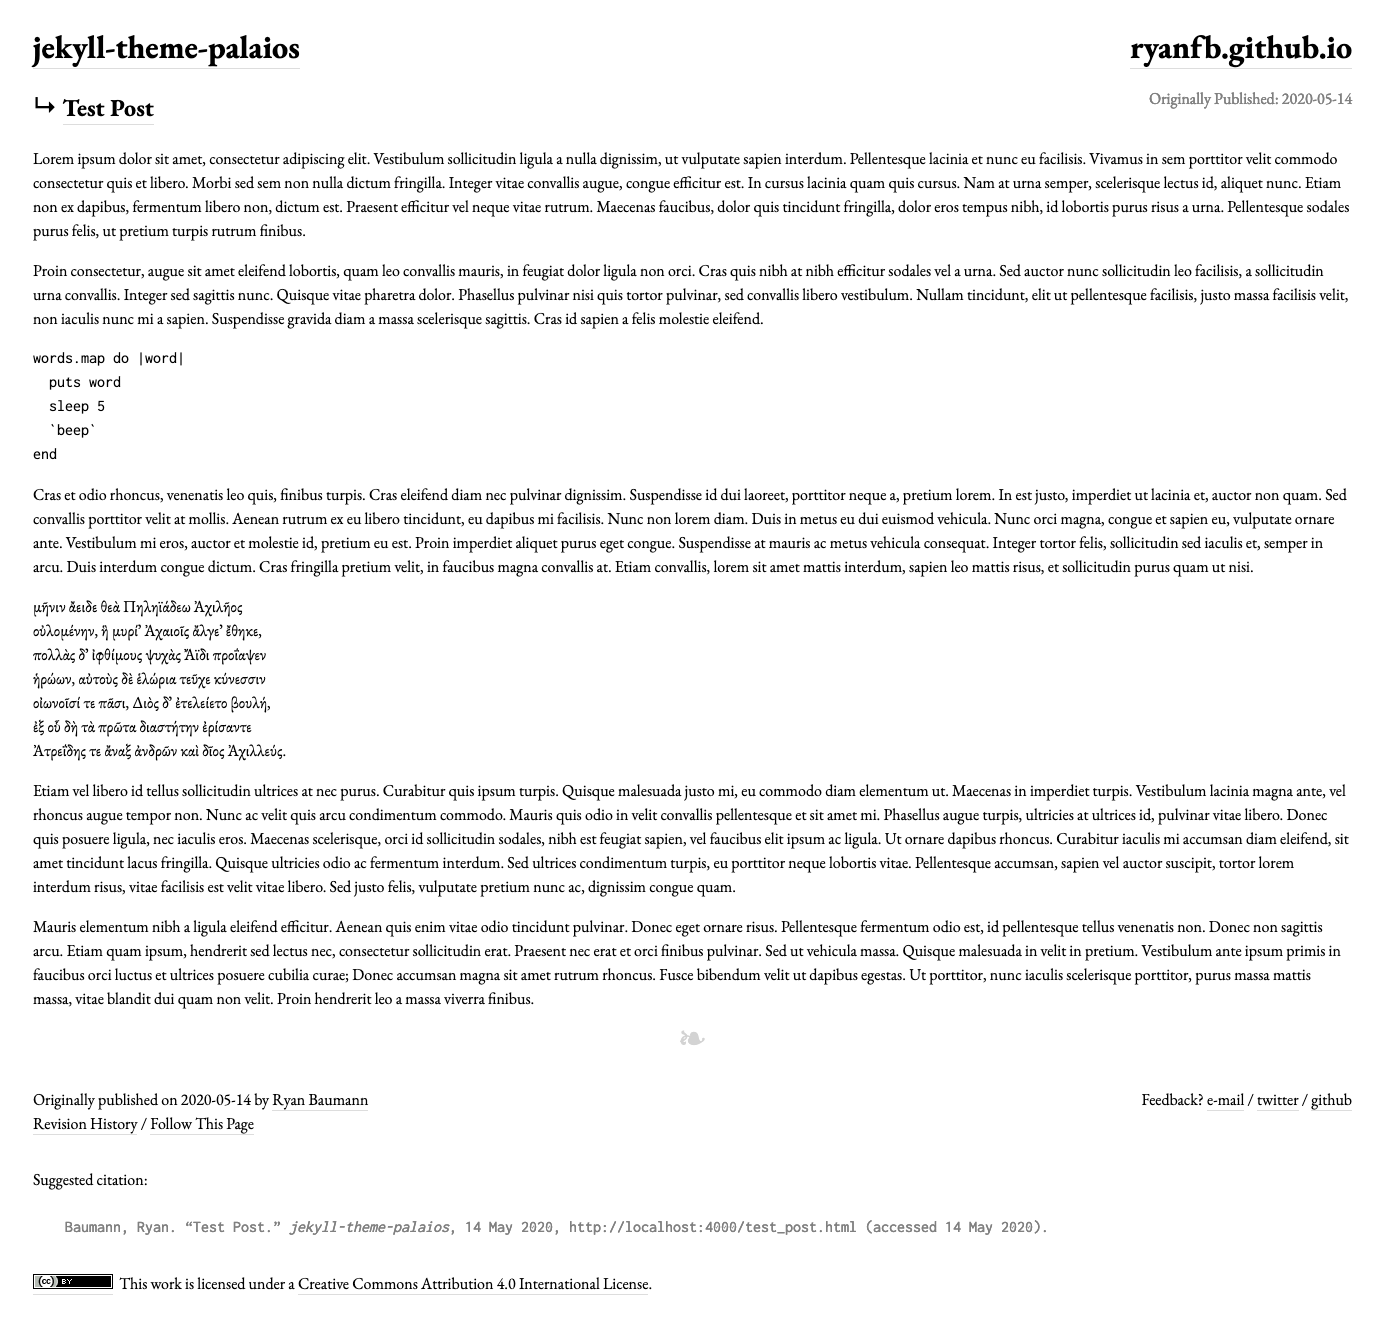 jekyll-theme-palaios
ryanfb.github.io
↳ Test Post
Originally Published: 2020-05-14
Lorem ipsum dolor sit amet, consectetur adipiscing elit. Vestibulum sollicitudin ligula a nulla dignissim, ut vulputate sapien interdum. Pellentesque lacinia et nunc eu facilisis. Vivamus in sem porttitor velit commodo
consectetur quis et libero. Morbi sed sem non nulla dictum fringilla. Integer vitae convallis augue, congue efficitur est. In cursus lacinia quam quis cursus. Nam at urna semper, scelerisque lectus id, aliquet nunc. Etiam
non ex dapibus, fermentum libero non, dictum est. Praesent efficitur vel neque vitae rutrum. Maecenas faucibus, dolor quis tincidunt fringilla, dolor eros tempus nibh, id lobortis purus risus a urna. Pellentesque sodales
purus felis, ut pretium turpis rutrum finibus.
Proin consectetur, augue sit amet eleifend lobortis, quam leo convallis mauris, in feugiat dolor ligula non orci. Cras quis nibh at nibh efficitur sodales vel a urna. Sed auctor nunc sollicitudin leo facilisis, a sollicitudin
urna convallis. Integer sed sagittis nunc. Quisque vitae pharetra dolor. Phasellus pulvinar nisi quis tortor pulvinar, sed convallis libero vestibulum. Nullam tincidunt, elit ut pellentesque facilisis, justo massa facilisis velit,
non iaculis nunc mi a sapien. Suspendisse gravida diam a massa scelerisque sagittis. Cras id sapien a felis molestie eleifend.
words.map do |word|
  puts word
  sleep 5
  `beep`
end
Cras et odio rhoncus, venenatis leo quis, finibus turpis. Cras eleifend diam nec pulvinar dignissim. Suspendisse id dui laoreet, porttitor neque a, pretium lorem. In est justo, imperdiet ut lacinia et, auctor non quam. Sed
convallis porttitor velit at mollis. Aenean rutrum ex eu libero tincidunt, eu dapibus mi facilisis. Nunc non lorem diam. Duis in metus eu dui euismod vehicula. Nunc orci magna, congue et sapien eu, vulputate ornare
ante. Vestibulum mi eros, auctor et molestie id, pretium eu est. Proin imperdiet aliquet purus eget congue. Suspendisse at mauris ac metus vehicula consequat. Integer tortor felis, sollicitudin sed iaculis et, semper in
arcu. Duis interdum congue dictum. Cras fringilla pretium velit, in faucibus magna convallis at. Etiam convallis, lorem sit amet mattis interdum, sapien leo mattis risus, et sollicitudin purus quam ut nisi.
μῆνιν ἄειδε θεὰ Πηληϊάδεω Ἀχιλῆος
οὐλομένην, ἣ μυρί’ Ἀχαιοῖς ἄλγε’ ἔθηκε,
πολλὰς δ’ ἰφθίμους ψυχὰς Ἄϊδι προΐαψεν
ἡρώων, αὐτοὺς δὲ ἑλώρια τεῦχε κύνεσσιν
οἰωνοῖσί τε πᾶσι, Διὸς δ’ ἐτελείετο βουλή,
ἐξ οὗ δὴ τὰ πρῶτα διαστήτην ἐρίσαντε
Ἀτρεΐδης τε ἄναξ ἀνδρῶν καὶ δῖος Ἀχιλλεύς.
Etiam vel libero id tellus sollicitudin ultrices at nec purus. Curabitur quis ipsum turpis. Quisque malesuada justo mi, eu commodo diam elementum ut. Maecenas in imperdiet turpis. Vestibulum lacinia magna ante, vel
rhoncus augue tempor non. Nunc ac velit quis arcu condimentum commodo. Mauris quis odio in velit convallis pellentesque et sit amet mi. Phasellus augue turpis, ultricies at ultrices id, pulvinar vitae libero. Donec
quis posuere ligula, nec iaculis eros. Maecenas scelerisque, orci id sollicitudin sodales, nibh est feugiat sapien, vel faucibus elit ipsum ac ligula. Ut ornare dapibus rhoncus. Curabitur iaculis mi accumsan diam eleifend, sit
amet tincidunt lacus fringilla. Quisque ultricies odio ac fermentum interdum. Sed ultrices condimentum turpis, eu porttitor neque lobortis vitae. Pellentesque accumsan, sapien vel auctor suscipit, tortor lorem
interdum risus, vitae facilisis est velit vitae libero. Sed justo felis, vulputate pretium nunc ac, dignissim congue quam.
Mauris elementum nibh a ligula eleifend efficitur. Aenean quis enim vitae odio tincidunt pulvinar. Donec eget ornare risus. Pellentesque fermentum odio est, id pellentesque tellus venenatis non. Donec non sagittis
arcu. Etiam quam ipsum, hendrerit sed lectus nec, consectetur sollicitudin erat. Praesent nec erat et orci finibus pulvinar. Sed ut vehicula massa. Quisque malesuada in velit in pretium. Vestibulum ante ipsum primis in
faucibus orci luctus et ultrices posuere cubilia curae; Donec accumsan magna sit amet rutrum rhoncus. Fusce bibendum velit ut dapibus egestas. Ut porttitor, nunc iaculis scelerisque porttitor, purus massa mattis
massa, vitae blandit dui quam non velit. Proin hendrerit leo a massa viverra finibus.
❧
Originally published on 2020-05-14 by Ryan Baumann
Feedback? e-mail / twitter / github
Revision History / Follow This Page
Suggested citation:
Baumann, Ryan. “Test Post.” jekyll-theme-palaios, 14 May 2020, http://localhost:4000/test_post.html (accessed 14 May 2020).
(cc) BY This work is licensed under a Creative Commons Attribution 4.0 International License.